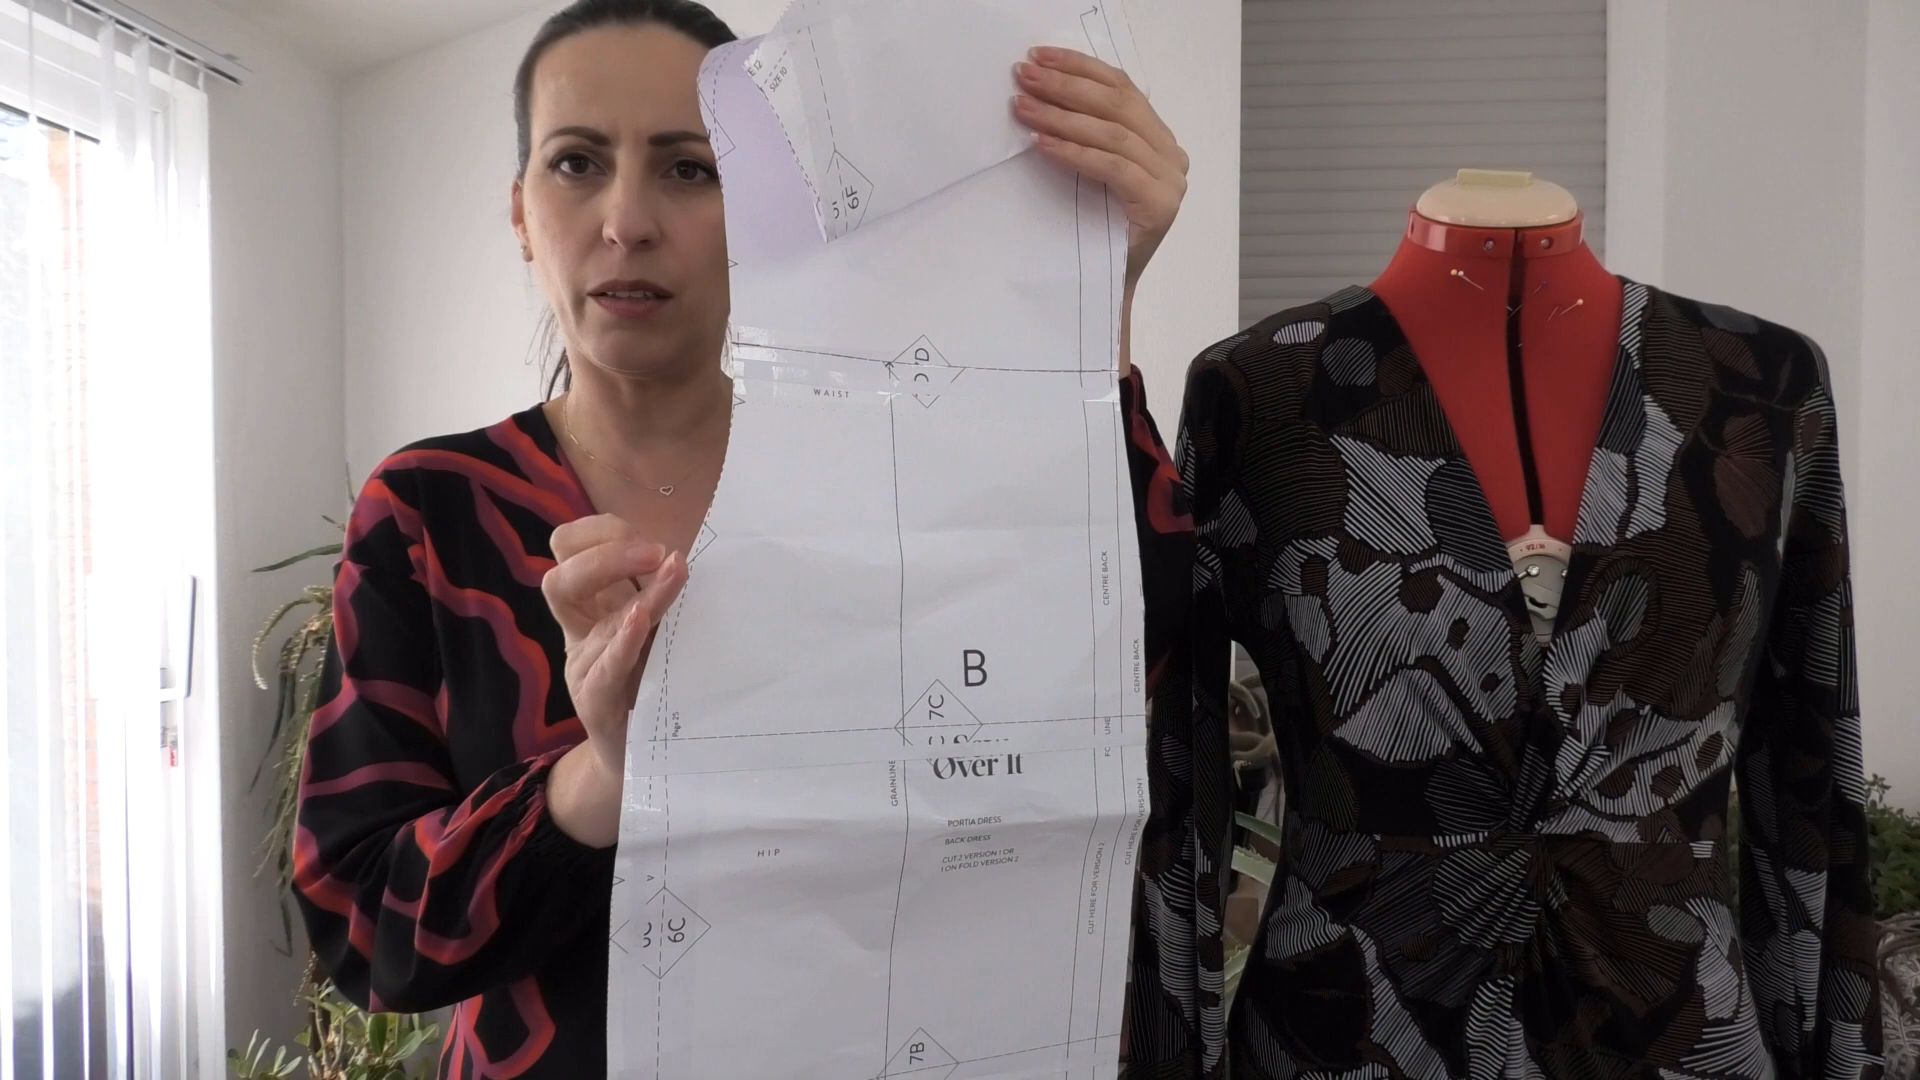 SIZE 10
6F
WAIST
CENTRE BACK
CENTRE BACK
B
7C
Page 25
Over It
GRAINLINE
PORTIA DRESS
BACK DRESS
CUT 2 VERSION 1 OR
1 ON FOLD VERSION 2
HIP
CUT HERE FOR VERSION 1
CUT HERE FOR VERSION 2
6C
7B